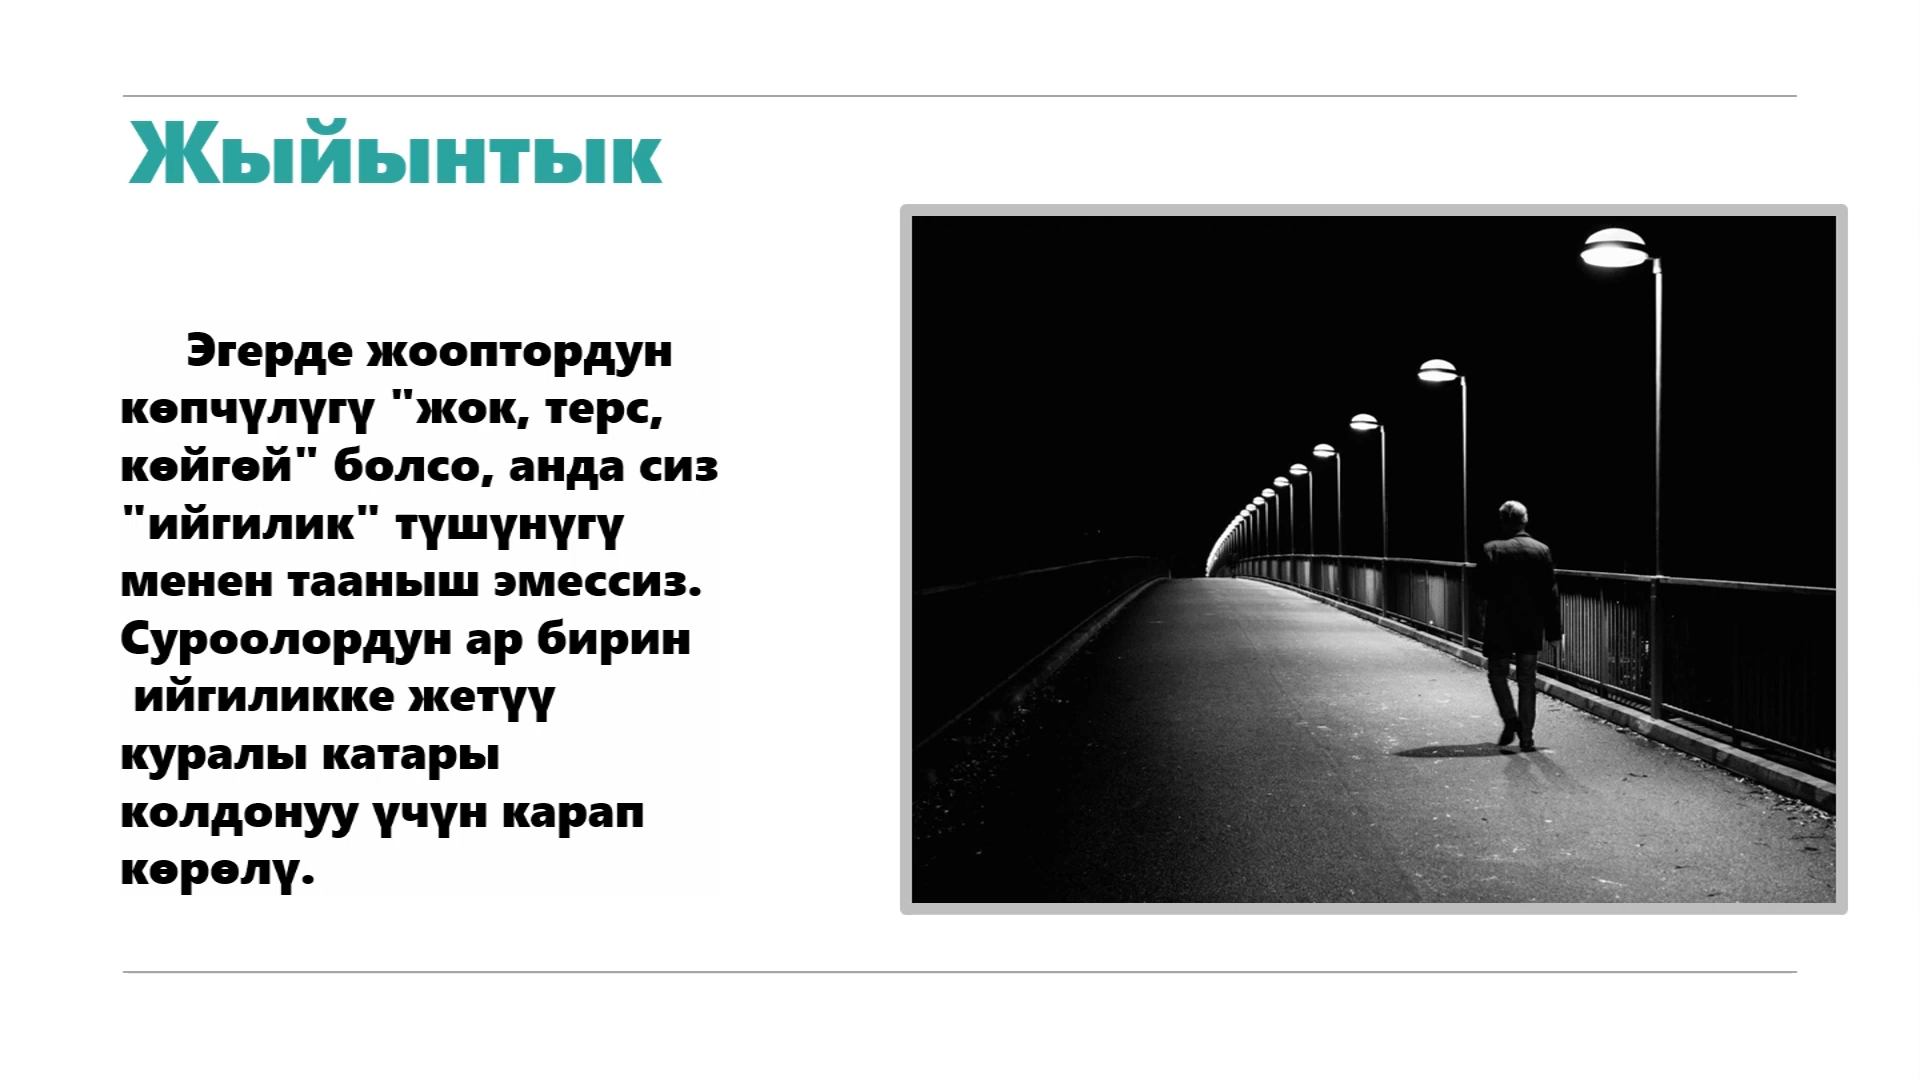 Жыйынтык
Эгерде жооптордун
көпчүлүгү "жок, терс,
көйгөй" болсо, анда сиз
"ийгилик" түшүнүгү
менен тааныш эмессиз.
Суроолордун ар бирин
ийгиликке жетүү
куралы катары
колдонуу үчүн карап
көрөлү.